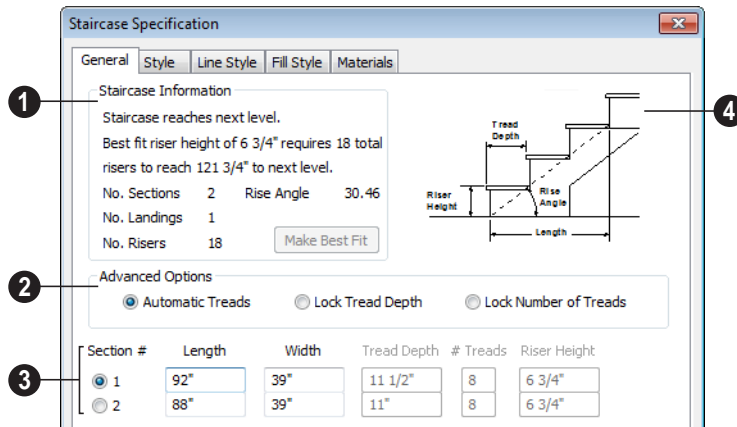 Staircase Specification
General Style Line Style Fill Style Materials
1
Staircase Information
Staircase reaches next level.
Best fit riser height of 6 3/4" requires 18 total
risers to reach 121 3/4" to next level.
No. Sections 2 Rise Angle 30.46
No. Landings 1
No. Risers 18 Make Best Fit
Tread
Depth
Riser
Height
Rise
Angle
Length
4
2
Advanced Options
Automatic Treads Lock Tread Depth Lock Number of Treads
3
Section # Length Width Tread Depth # Treads Riser Height
1 92" 39" 11 1/2" 8 6 3/4"
2 88" 39" 11" 8 6 3/4"